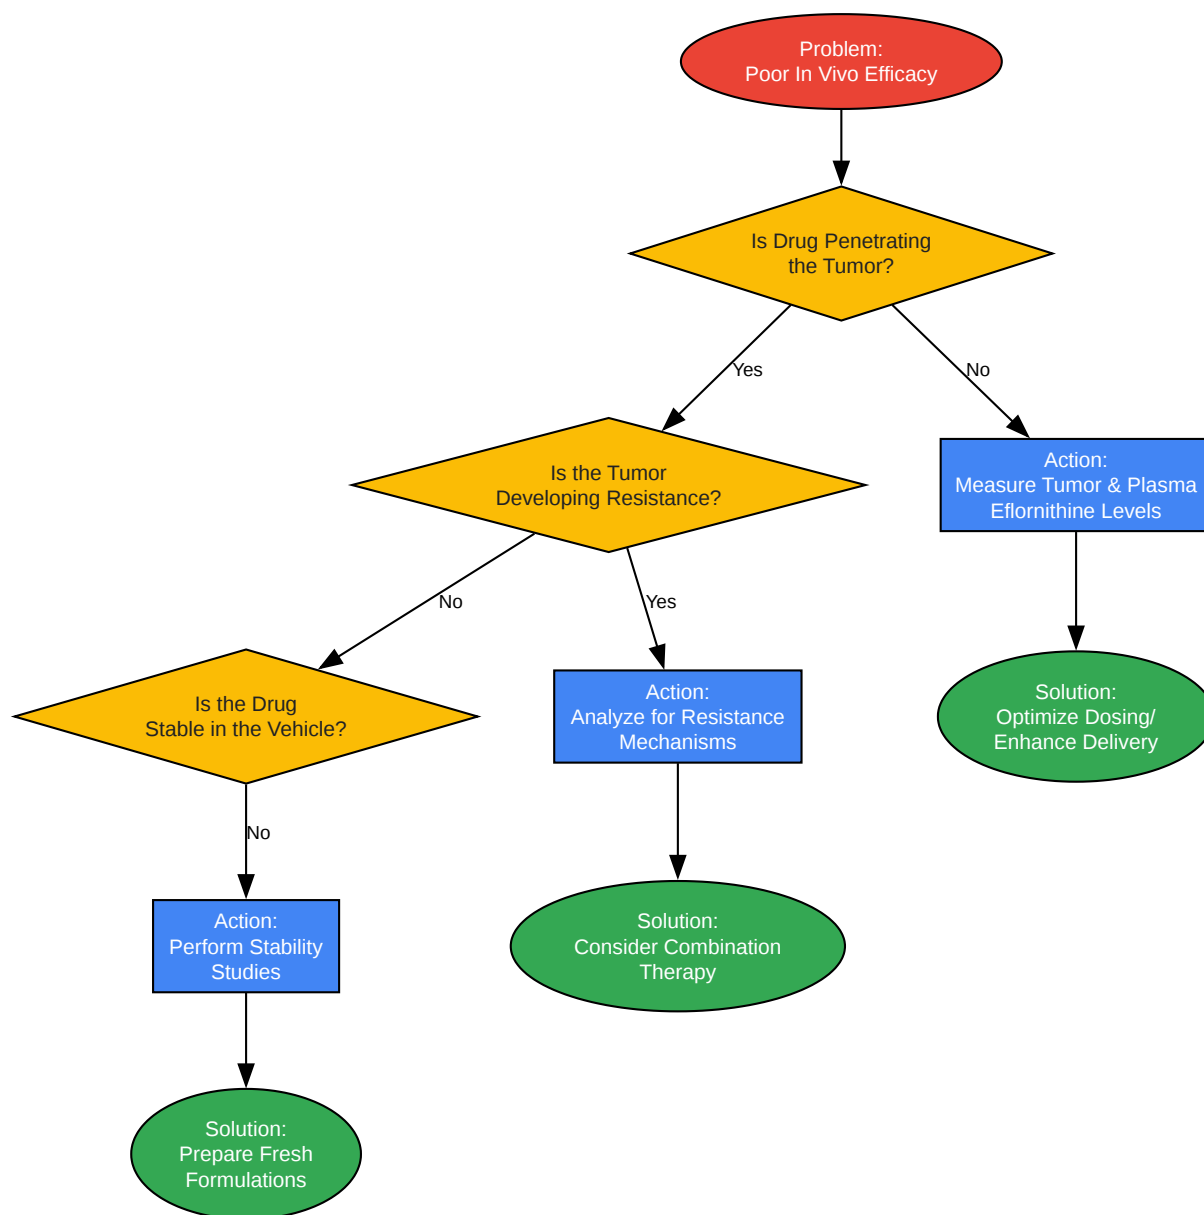 Problem:
Poor In Vivo Efficacy
Is Drug Penetrating
the Tumor?
Yes
No
Is the Tumor
Developing Resistance?
Action:
Measure Tumor & Plasma
Eflornithine Levels
No
Yes
Is the Drug
Stable in the Vehicle?
Action:
Analyze for Resistance
Mechanisms
Solution:
Optimize Dosing/
Enhance Delivery
No
Action:
Perform Stability
Studies
Solution:
Consider Combination
Therapy
Solution:
Prepare Fresh
Formulations